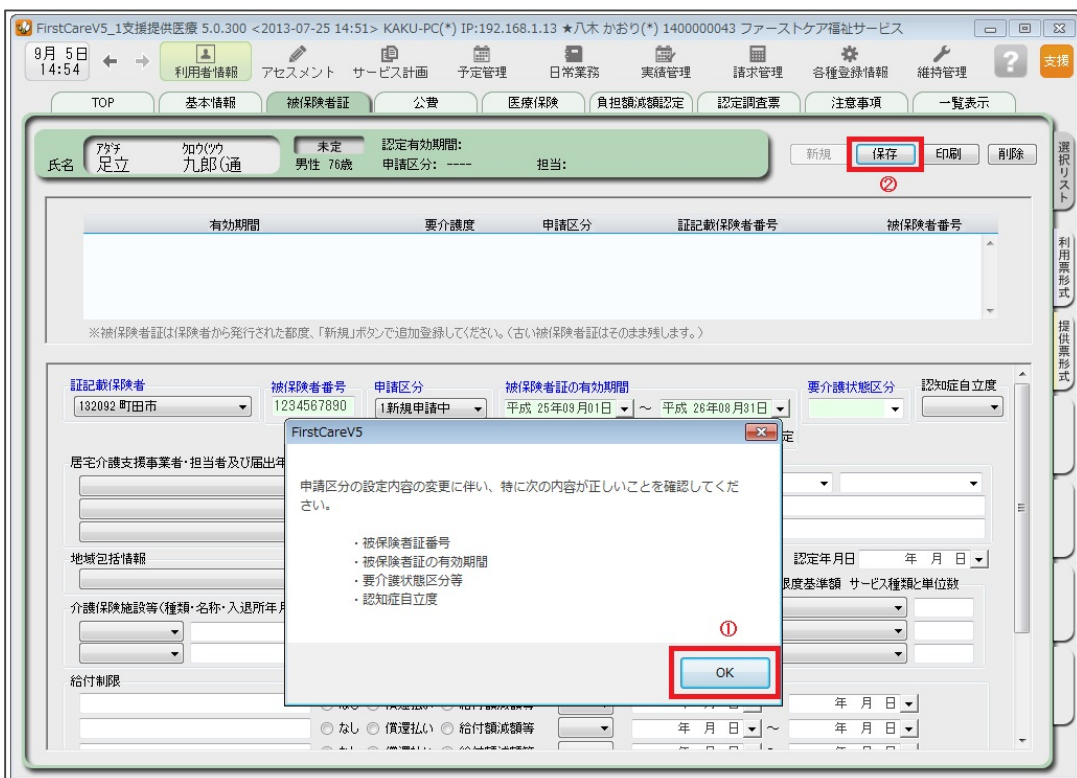 FirstCareV5_1支援提供医療 5.0.300 <2013-07-25 14:51> KAKU-PC(*) IP:192.168.1.13 ★八木 かおり(*) 1400000043 ファーストケア福祉サービス
9月 5日
14:54
利用者情報 アセスメント サービス計画 予定管理 日常業務 実績管理 請求管理 各種登録情報 維持管理 ? 支援
TOP 基本情報 被保険者証 公費 医療保険 負担額減額認定 認定調査票 注意事項 一覧表示
アダチ クロウ(ツウ
氏名 足立 九郎(通
未定
男性 76歳
認定有効期間:
申請区分: ---- 担当:
新規 保存 印刷 削除
②
選択リスト
利用票形式
提供票形式
有効期間 要介護度 申請区分 証記載保険者番号 被保険者番号
※被保険者証は保険者から発行された都度、「新規」ボタンで追加登録してください。(古い被保険者証はそのまま残します。)
証記載保険者 被保険者番号 申請区分 被保険者証の有効期間 要介護状態区分 認知症自立度
132092 町田市 1234567890 1新規申請中 平成 25年09月01日 ~ 平成 26年08月31日
FirstCareV5
定
居宅介護支援事業者・担当者及び届出年
申請区分の設定内容の変更に伴い、特に次の内容が正しいことを確認してくだ
さい。
・被保険者証番号
・被保険者証の有効期間
・要介護状態区分等
・認知症自立度
地域包括情報
認定年月日 年 月 日
限度基準額 サービス種類と単位数
介護保険施設等(種類・名称・入退所年月
①
OK
給付制限
年 月 日
なし 償還払い 給付額減額等 年 月 日 ~ 年 月 日